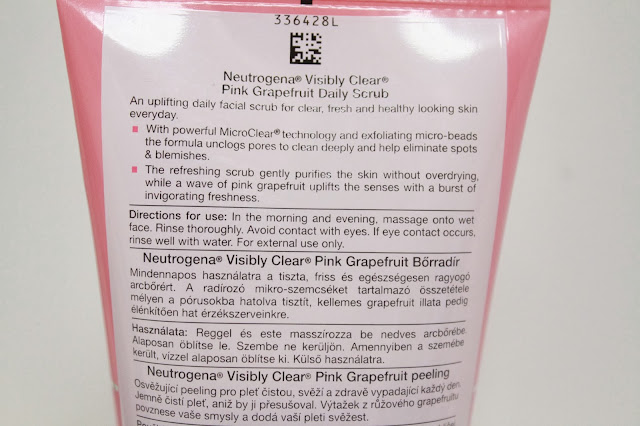 336428L
Neutrogena® Visibly Clear®
Pink Grapefruit Daily Scrub
An uplifting daily facial scrub for clear, fresh and healthy looking skin
everyday.
With powerful MicroClear® technology and exfoliating micro-beads
the formula unclogs pores to clean deeply and help eliminate spots
& blemishes.
The refreshing scrub gently purifies the skin without overdrying,
while a wave of pink grapefruit uplifts the senses with a burst of
invigorating freshness.
Directions for use: In the morning and evening, massage onto wet
face. Rinse thoroughly. Avoid contact with eyes. If eye contact occurs,
rinse well with water. For external use only.
Neutrogena® Visibly Clear® Pink Grapefruit Bőrradír
Mindennapos használatra a tiszta, friss és egészségesen ragyogó
arcbőrért. A radírozó mikro-szemcséket tartalmazó összetétele
mélyen a pórusokba hatolva tisztít, kellemes grapefruit illata pedig
élénkítően hat érzékszerveinkre.
Használata: Reggel és este masszírozza be nedves arcbőrébe.
Alaposan öblítse le. Szembe ne kerüljön. Amennyiben a szemébe
került, vízzel alaposan öblítse ki. Külső használatra.
Neutrogena® Visibly Clear® Pink Grapefruit peeling
Osvěžující peeling pro pleť čistou, svěží a zdravě vypadající každý den.
Jemně čistí pleť, aniž by ji přesušoval. Výtažek z růžového grapefruitu
povznese vaše smysly a dodá vaší pleti svěžest.